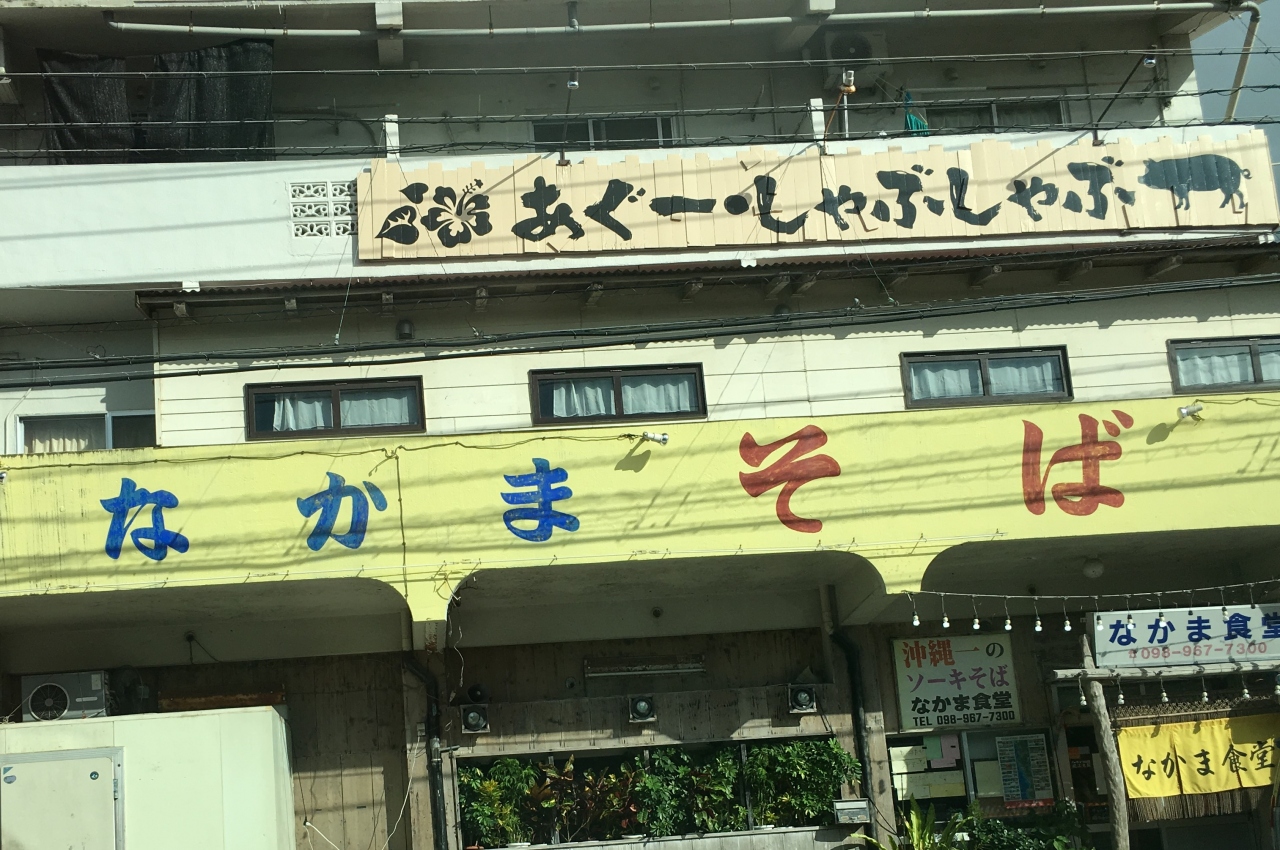 あぐー・しゃぶしゃぶ
なかまそば
なかま食堂
098-967-7300
沖縄一の
ソーキそば
なかま食堂
TEL 098-967-7300
なかま食堂